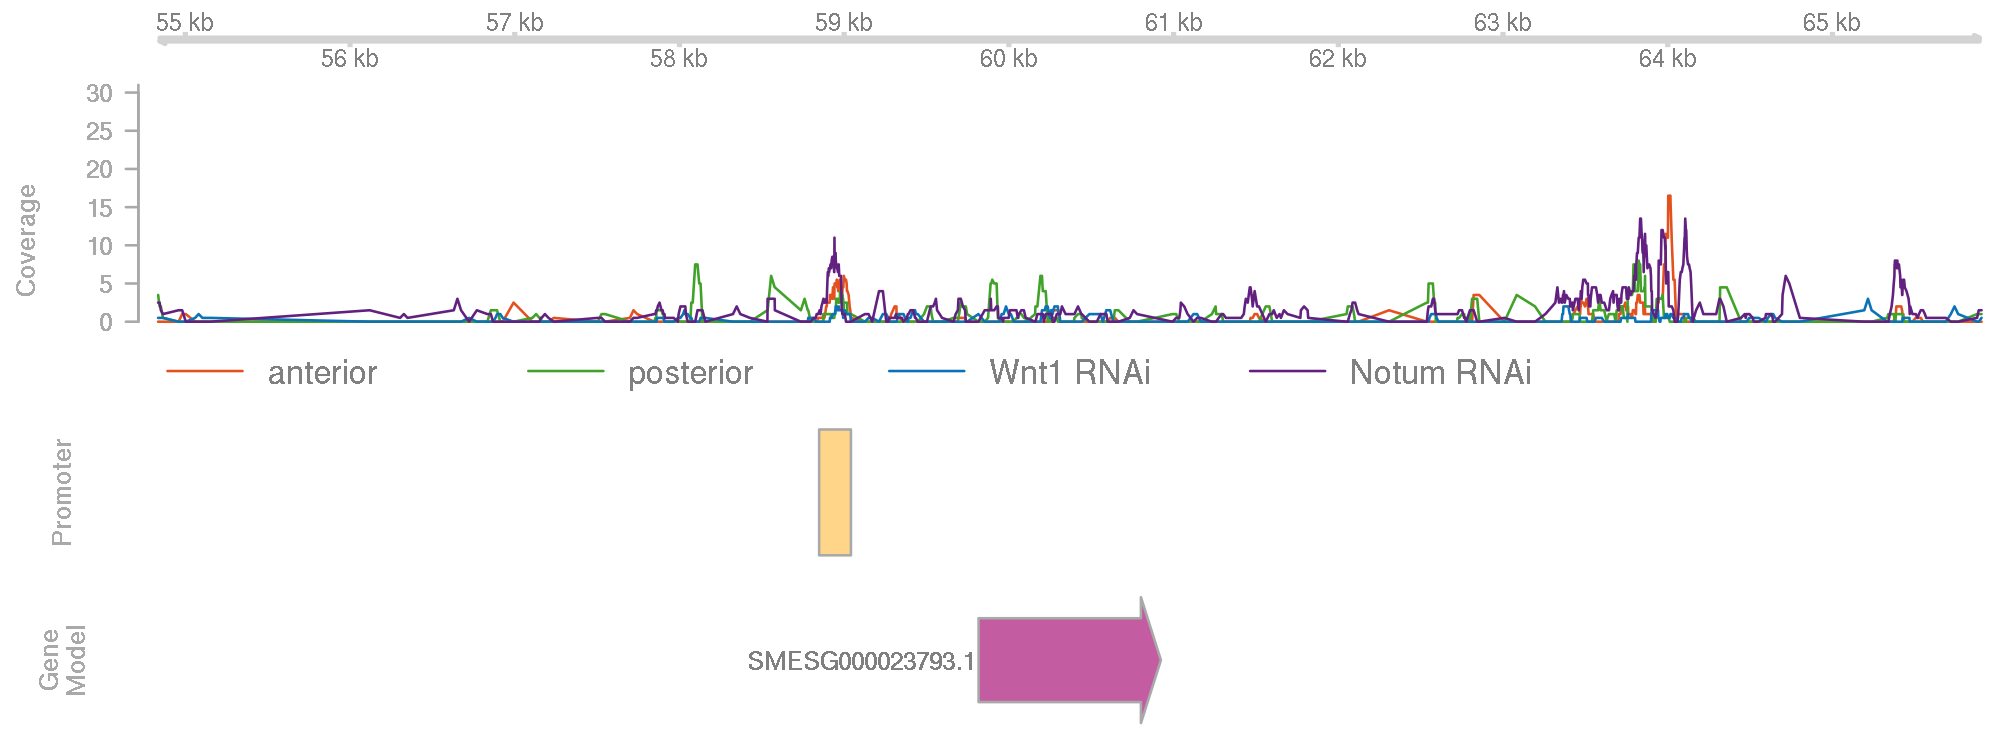 55 kb 57 kb 59 kb 61 kb 63 kb 65 kb
56 kb 58 kb 60 kb 62 kb 64 kb
30
25
20
15
10
5
0
Coverage
anterior posterior Wnt1 RNAi Notum RNAi
Promoter
Gene
Model
SMESG000023793.1